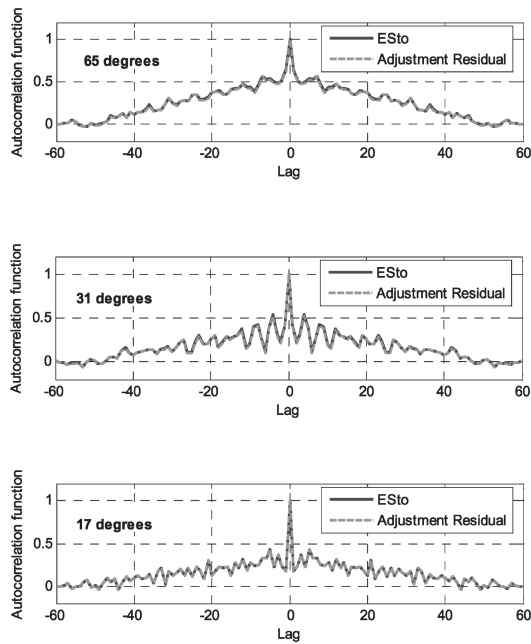 Autocorrelation function
1
0.5
0
65 degrees
ESto
Adjustment Residual
-60 -40 -20 0 20 40 60
Lag
Autocorrelation function
1
0.5
0
31 degrees
ESto
Adjustment Residual
-60 -40 -20 0 20 40 60
Lag
Autocorrelation function
1
0.5
0
17 degrees
ESto
Adjustment Residual
-60 -40 -20 0 20 40 60
Lag